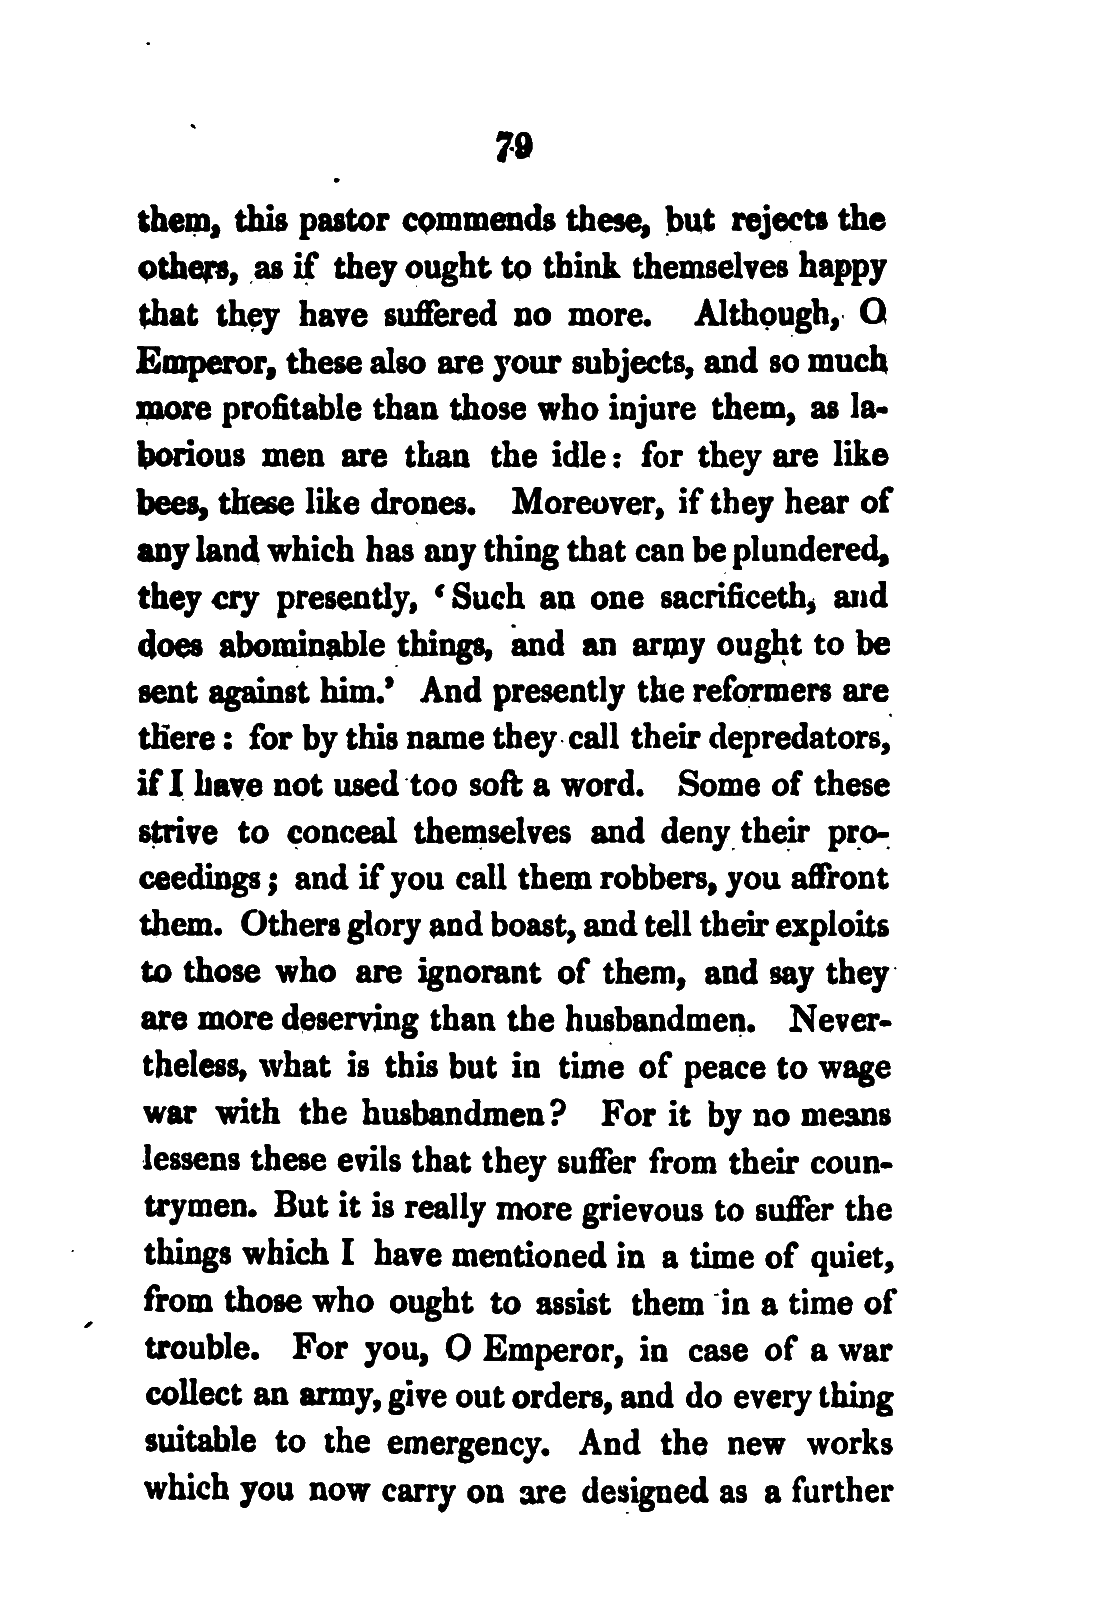 79
them, this pastor commends these, but rejects the
others, as if they ought to think themselves happy
that they have suffered no more. Although, O
Emperor, these also are your subjects, and so much
more profitable than those who injure them, as la-
borious men are than the idle: for they are like
bees, these like drones. Moreover, if they hear of
any land which has any thing that can be plundered,
they cry presently, ‘Such an one sacrificeth, and
does abominable things, and an army ought to be
sent against him.’ And presently the reformers are
there: for by this name they call their depredators,
if I have not used too soft a word. Some of these
strive to conceal themselves and deny their pro-
ceedings; and if you call them robbers, you affront
them. Others glory and boast, and tell their exploits
to those who are ignorant of them, and say they
are more deserving than the husbandmen. Never-
theless, what is this but in time of peace to wage
war with the husbandmen? For it by no means
lessens these evils that they suffer from their coun-
trymen. But it is really more grievous to suffer the
things which I have mentioned in a time of quiet,
from those who ought to assist them in a time of
trouble. For you, O Emperor, in case of a war
collect an army, give out orders, and do every thing
suitable to the emergency. And the new works
which you now carry on are designed as a further